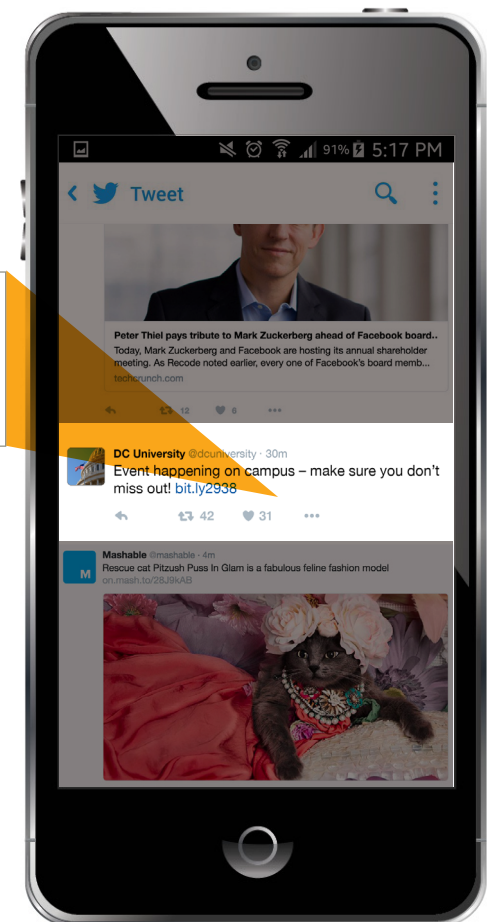 91% 5:17 PM
Tweet
Peter Thiel pays tribute to Mark Zuckerberg ahead of Facebook board..
Today, Mark Zuckerberg and Facebook are hosting its annual shareholder
meeting. As Recode noted earlier, every one of Facebook's board memb...
techcrunch.com
12 6 •••
DC University @dcuniversity · 30m
Event happening on campus – make sure you don't
miss out! bit.ly2938
42 31 •••
Mashable @mashable · 4m
M
Rescue cat Pitzush Puss In Glam is a fabulous feline fashion model
on.mash.to/28J9kAB